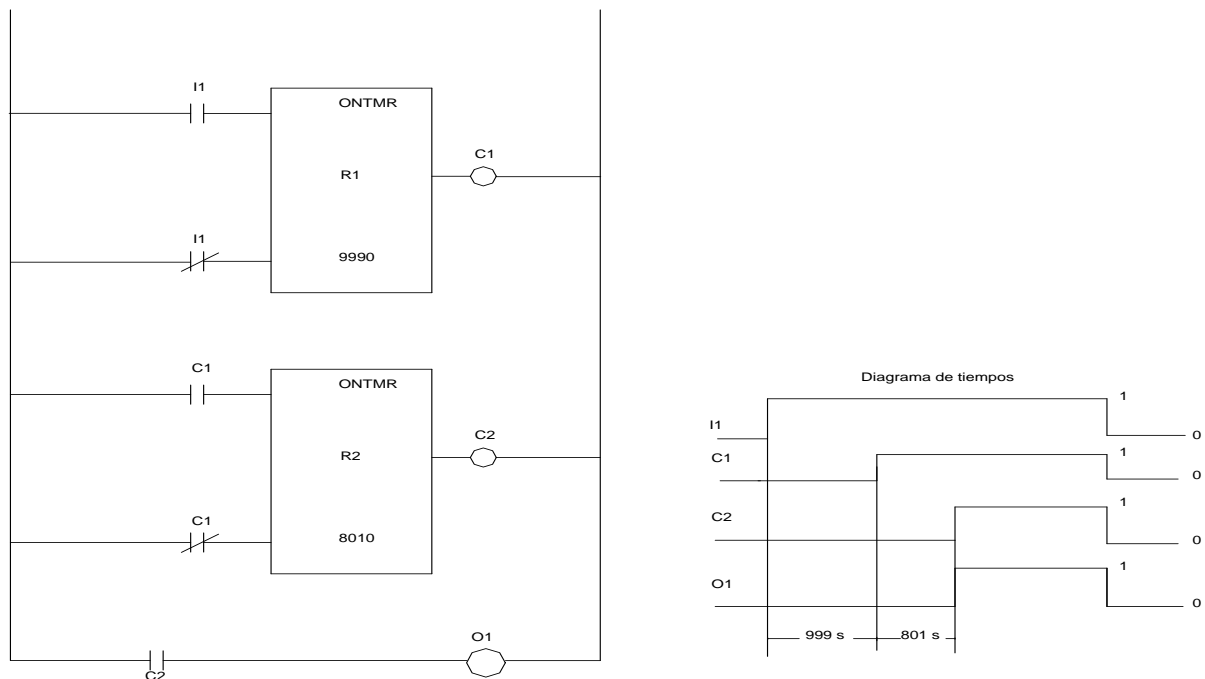 I1
ONTMR
R1
C1
I1
9990
C1
ONTMR
R2
C2
C1
8010
O1
C2
Diagrama de tiempos
1
I1
0
C1
1
0
C2
1
0
O1
1
0
999 s
801 s